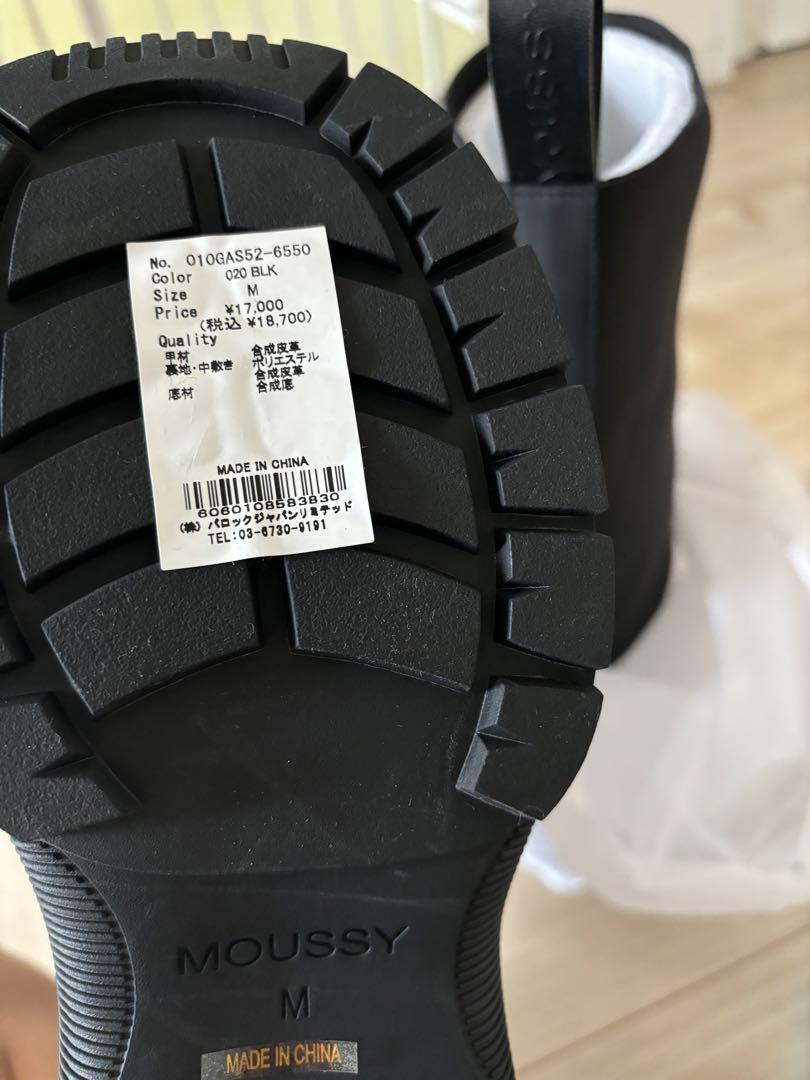 MOUSSY
No. 010GAS52-6550
Color 020 BLK
Size M
Price ¥17,000
(税込 ¥18,700)
Quality
甲材 合成皮革
裏地・中敷き ポリエステル
合成皮革
底材 合成底
MADE IN CHINA
6060108583830
(株) バロックジャパンリミテッド
TEL:03-6730-9191
MOUSSY
M
MADE IN CHINA